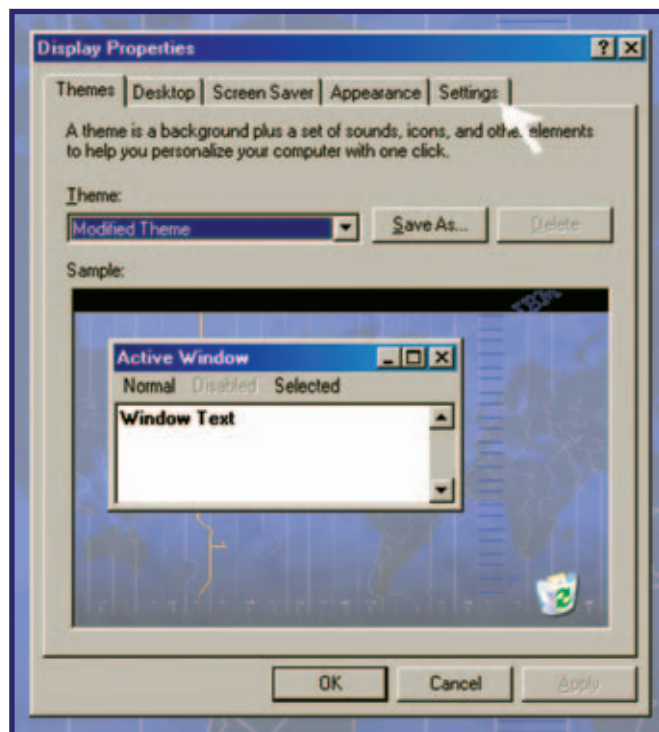 Display Properties
Themes Desktop Screen Saver Appearance Settings
A theme is a background plus a set of sounds, icons, and other elements
to help you personalize your computer with one click.
Theme:
Modified Theme Save As... Delete
Sample:
IBM
Active Window
Normal Disabled Selected
Window Text
OK Cancel Apply